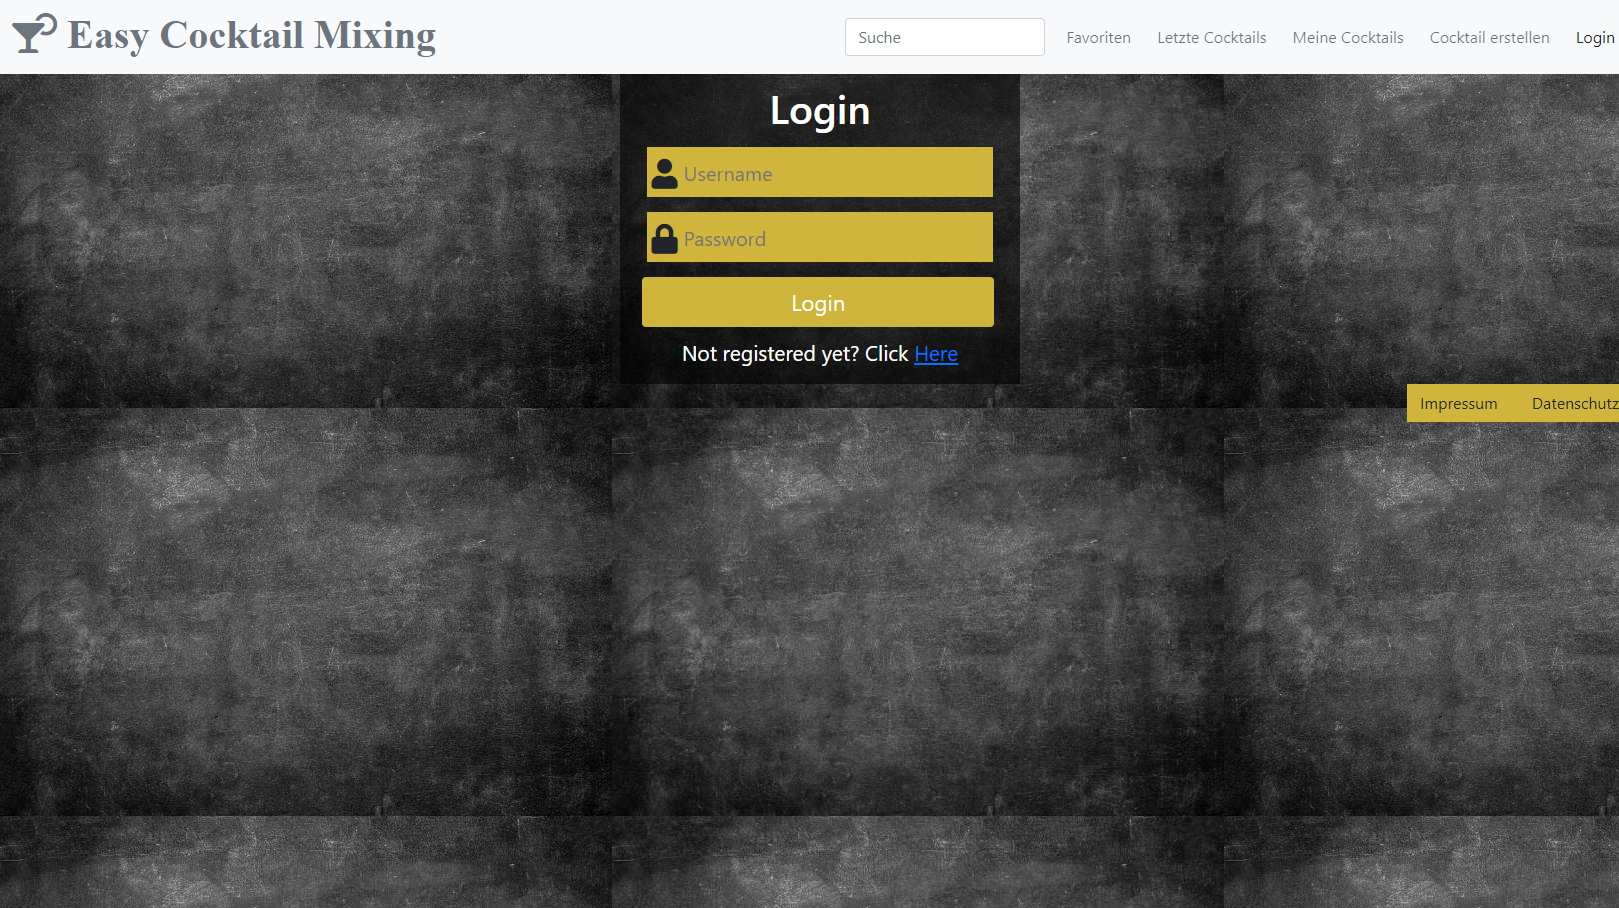 Easy Cocktail Mixing
Suche
Favoriten
Letzte Cocktails
Meine Cocktails
Cocktail erstellen
Login
Login
Username
Password
Login
Not registered yet? Click Here
Impressum
Datenschutz